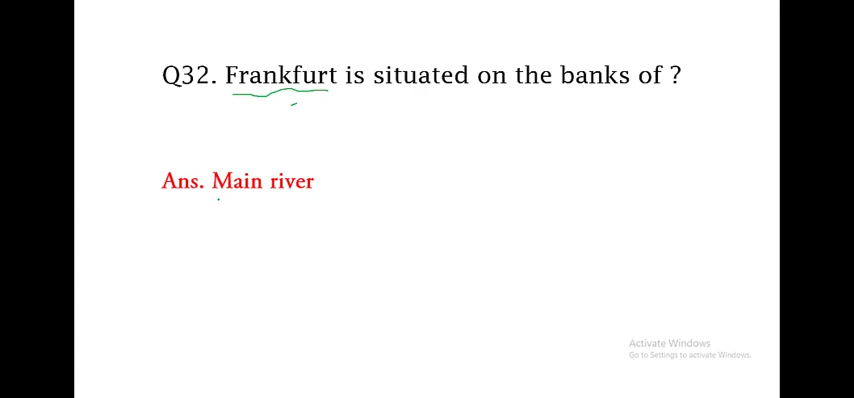 Q32. Frankfurt is situated on the banks of ?
Ans. Main river
Activate Windows
Go to Settings to activate Windows.